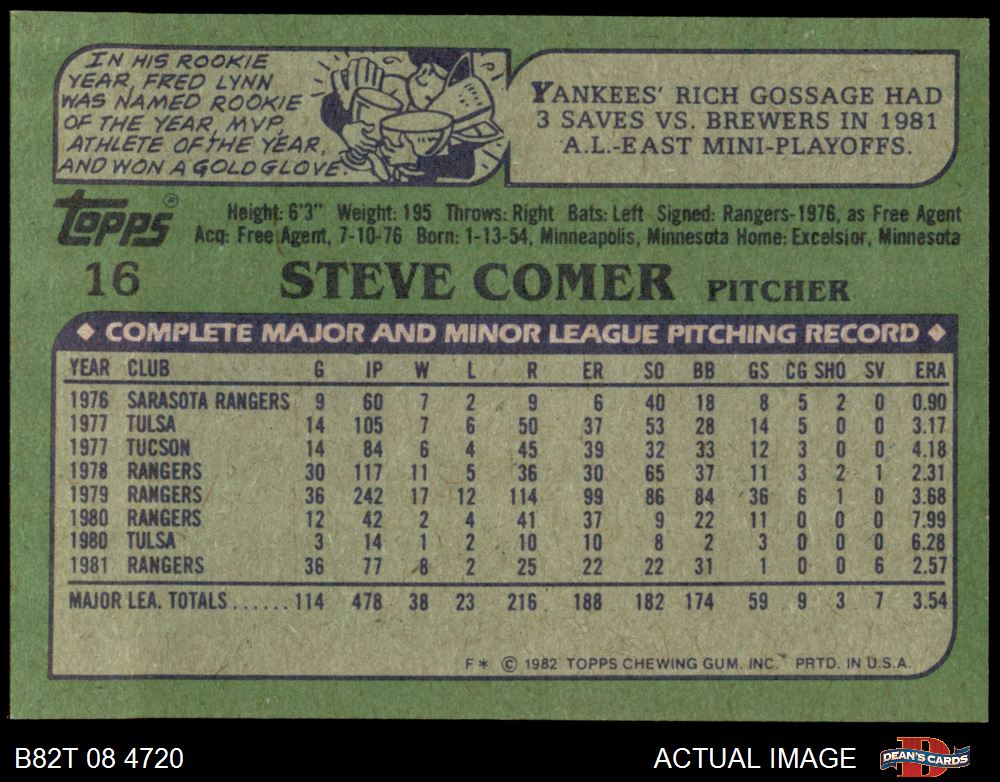 IN HIS ROOKIE
YEAR, FRED LYNN
WAS NAMED ROOKIE
OF THE YEAR, MVP,
ATHLETE OF THE YEAR,
AND WON A GOLD GLOVE.
YANKEES' RICH GOSSAGE HAD
3 SAVES VS. BREWERS IN 1981
A.L.-EAST MINI-PLAYOFFS.
Topps®
Height: 6'3" Weight: 195 Throws: Right Bats: Left Signed: Rangers-1976, as Free Agent
Acq: Free Agent, 7-10-76 Born: 1-13-54, Minneapolis, Minnesota Home: Excelsior, Minnesota
16 STEVE COMER PITCHER
◆ COMPLETE MAJOR AND MINOR LEAGUE PITCHING RECORD ◆
YEAR CLUB G IP W L R ER SO BB GS CG SHO SV ERA
1976 SARASOTA RANGERS 9 60 7 2 9 6 40 18 8 5 2 0 0.90
1977 TULSA 14 105 7 6 50 37 53 28 14 5 0 0 3.17
1977 TUCSON 14 84 6 4 45 39 32 33 12 3 0 0 4.18
1978 RANGERS 30 117 11 5 36 30 65 37 11 3 2 1 2.31
1979 RANGERS 36 242 17 12 114 99 86 84 36 6 1 0 3.68
1980 RANGERS 12 42 2 4 41 37 9 22 11 0 0 0 7.99
1980 TULSA 3 14 1 2 10 10 8 2 3 0 0 0 6.28
1981 RANGERS 36 77 8 2 25 22 22 31 1 0 0 6 2.57
MAJOR LEA. TOTALS......114 478 38 23 216 188 182 174 59 9 3 7 3.54
F* © 1982 TOPPS CHEWING GUM. INC. PRTD. IN U.S.A.
B82T 08 4720
ACTUAL IMAGE
DEAN'S CARDS